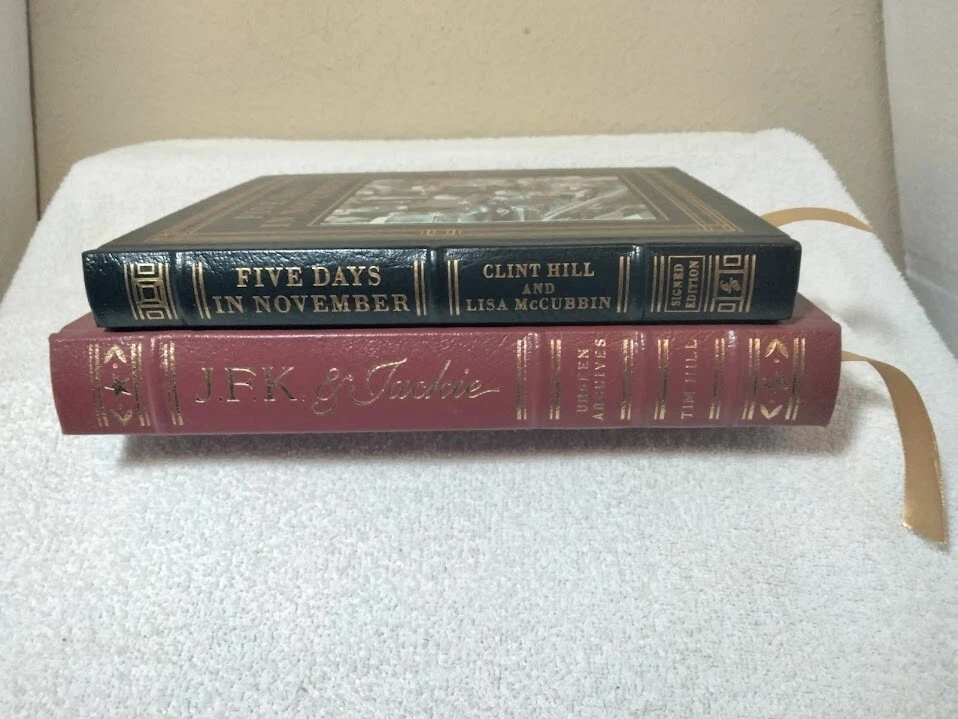 FIVE DAYS
IN NOVEMBER
CLINT HILL
AND
LISA McCUBBIN
SIGNED
EDITION
J.F.K. & Jackie
UNSEEN
ARCHIVES
TIM HILL